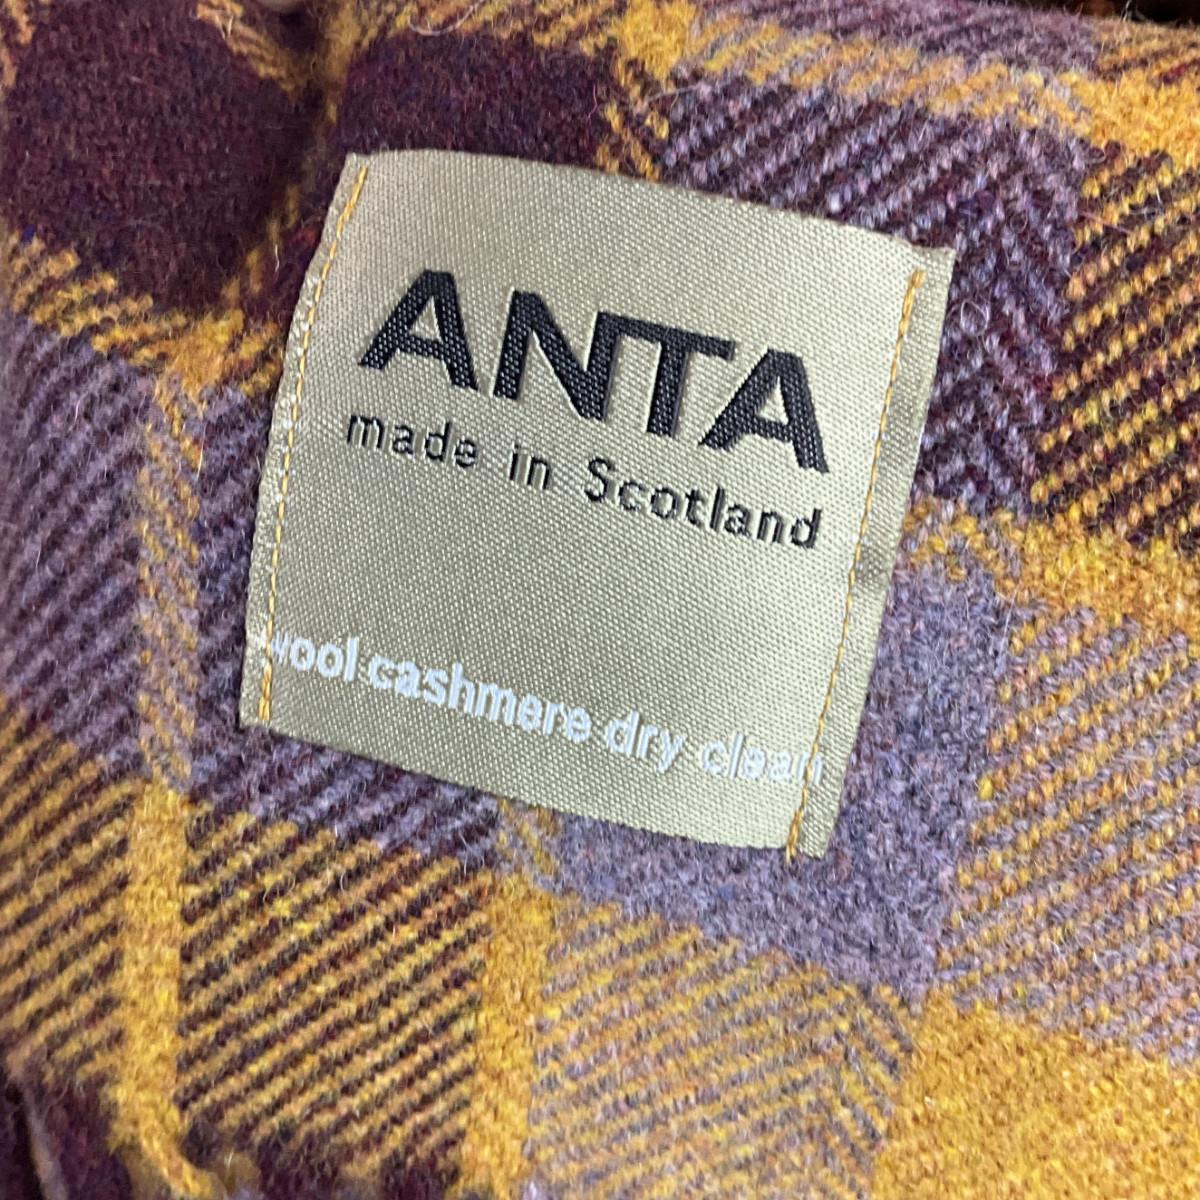 ANTA
made in Scotland
wool cashmere dry clean